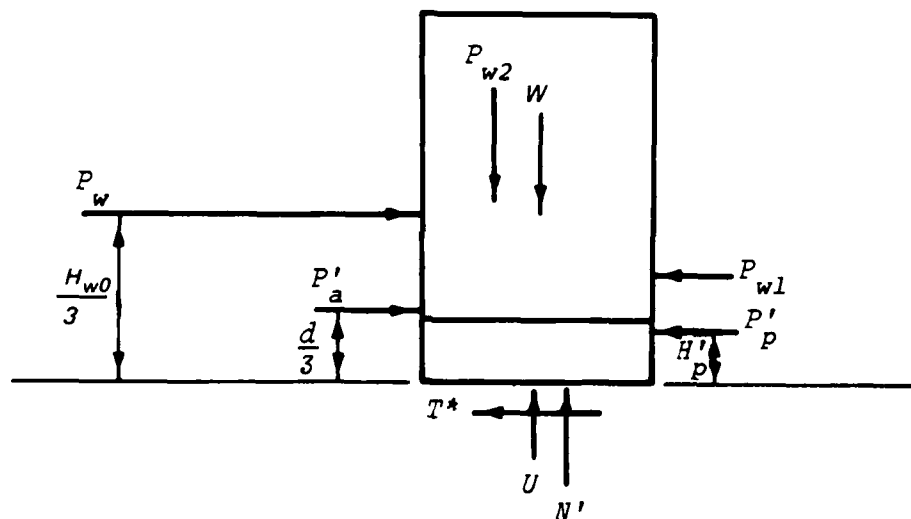 P_w2
W
P_w
H_w0/3
P'_a
d/3
P_w1
P'_p
H'_p
T*
U
N'